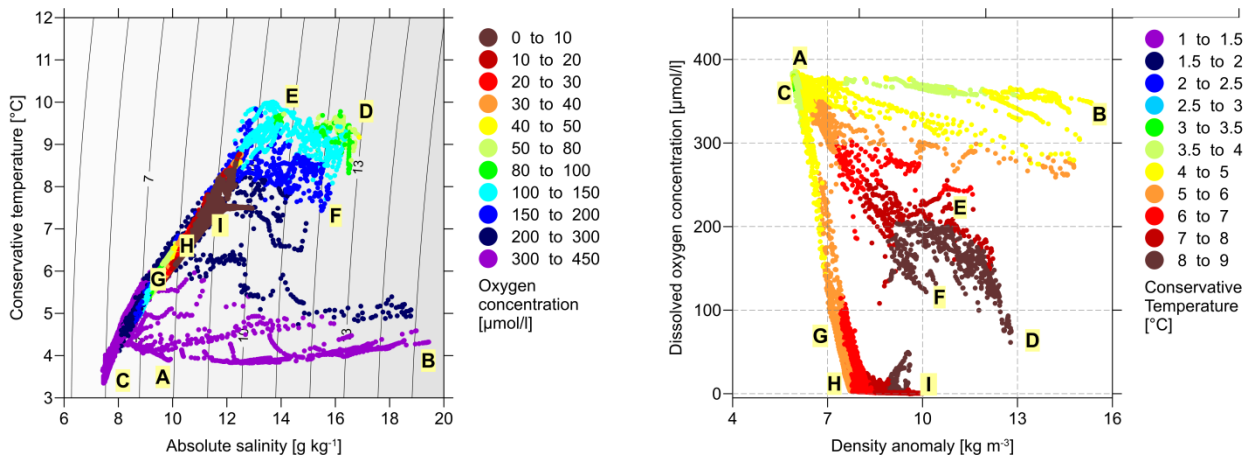 12
11
10
9
8
7
6
5
4
3
Conservative temperature [°C]
6
8
10
12
14
16
18
20
Absolute salinity [g kg⁻¹]
7
13
10
13
E
D
F
I
H
G
C
A
B
0 to 10
10 to 20
20 to 30
30 to 40
40 to 50
50 to 80
80 to 100
100 to 150
150 to 200
200 to 300
300 to 450
Oxygen
concentration
[µmol/l]
400
300
200
100
0
Dissolved oxygen concentration [µmol/l]
4
7
10
13
16
Density anomaly [kg m⁻³]
A
C
B
E
F
D
G
H
I
1 to 1.5
1.5 to 2
2 to 2.5
2.5 to 3
3 to 3.5
3.5 to 4
4 to 5
5 to 6
6 to 7
7 to 8
8 to 9
Conservative
Temperature
[°C]